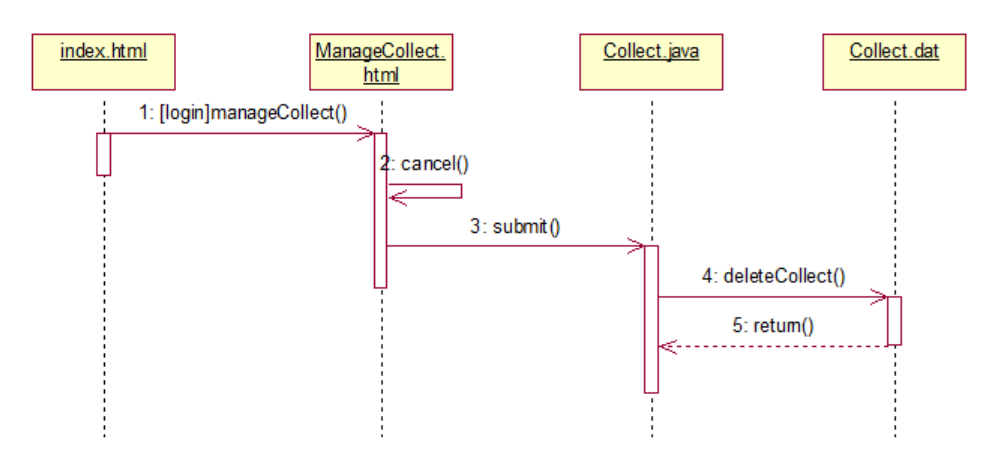 index.html
ManageCollect.
html
Collect.java
Collect.dat
1: [login]manageCollect()
2: cancel()
3: submit()
4: deleteCollect()
5: return()